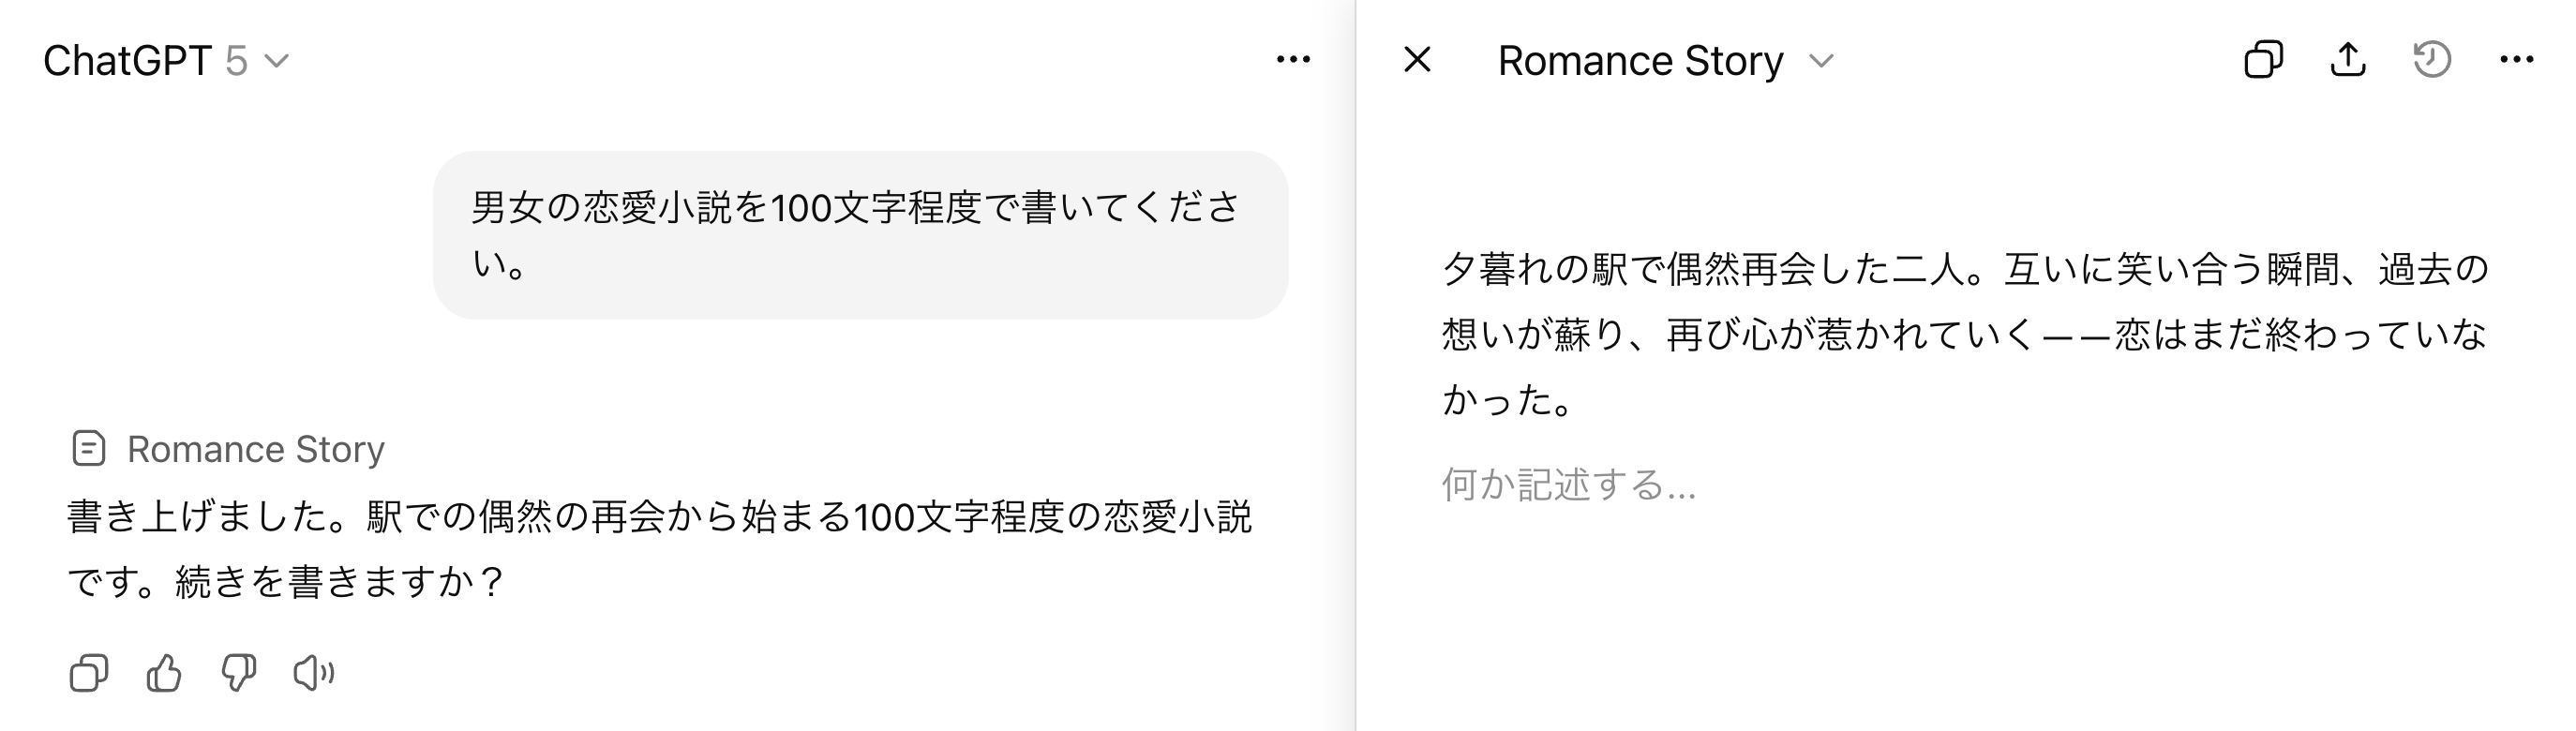 ChatGPT 5
男女の恋愛小説を100文字程度で書いてくださ
い。
Romance Story
書き上げました。駅での偶然の再会から始まる100文字程度の恋愛小説
です。続きを書きますか？
Romance Story
夕暮れの駅で偶然再会した二人。互いに笑い合う瞬間、過去の
想いが蘇り、再び心が惹かれていく——恋はまだ終わっていな
かった。
何か記述する...